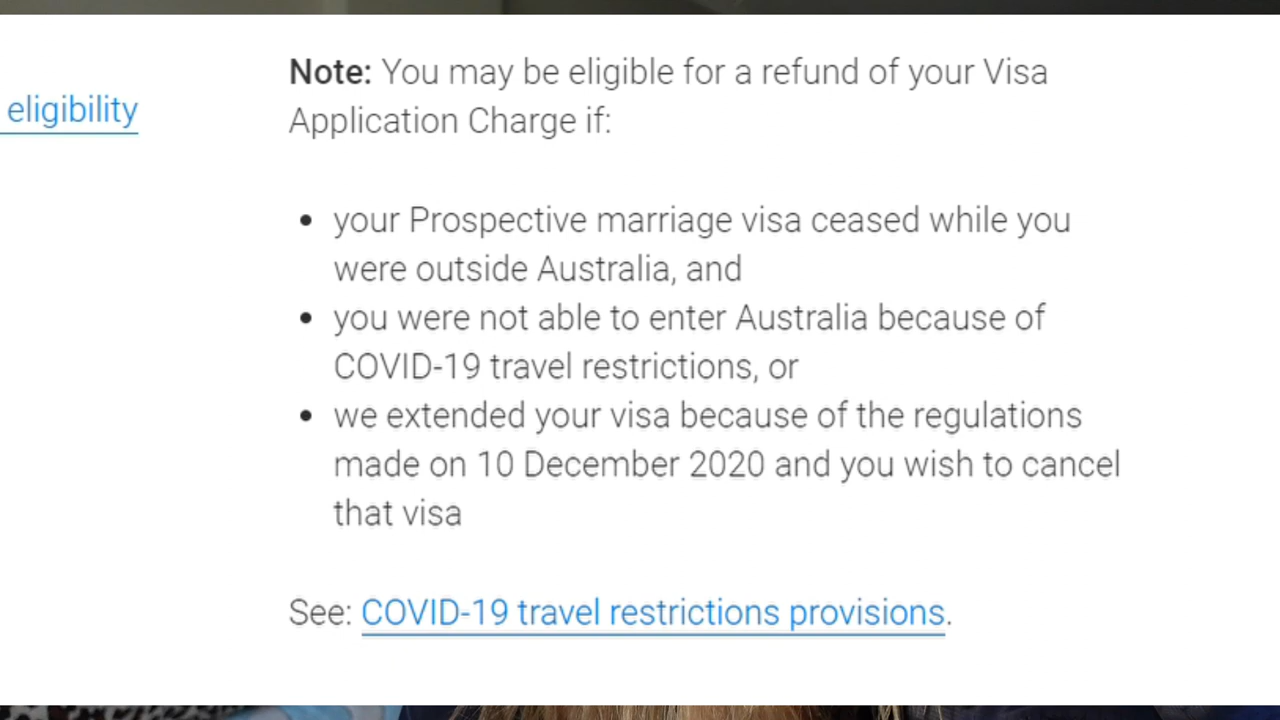 Note: You may be eligible for a refund of your Visa
eligibility
Application Charge if:
• your Prospective marriage visa ceased while you
were outside Australia, and
• you were not able to enter Australia because of
COVID-19 travel restrictions, or
• we extended your visa because of the regulations
made on 10 December 2020 and you wish to cancel
that visa
See: COVID-19 travel restrictions provisions.